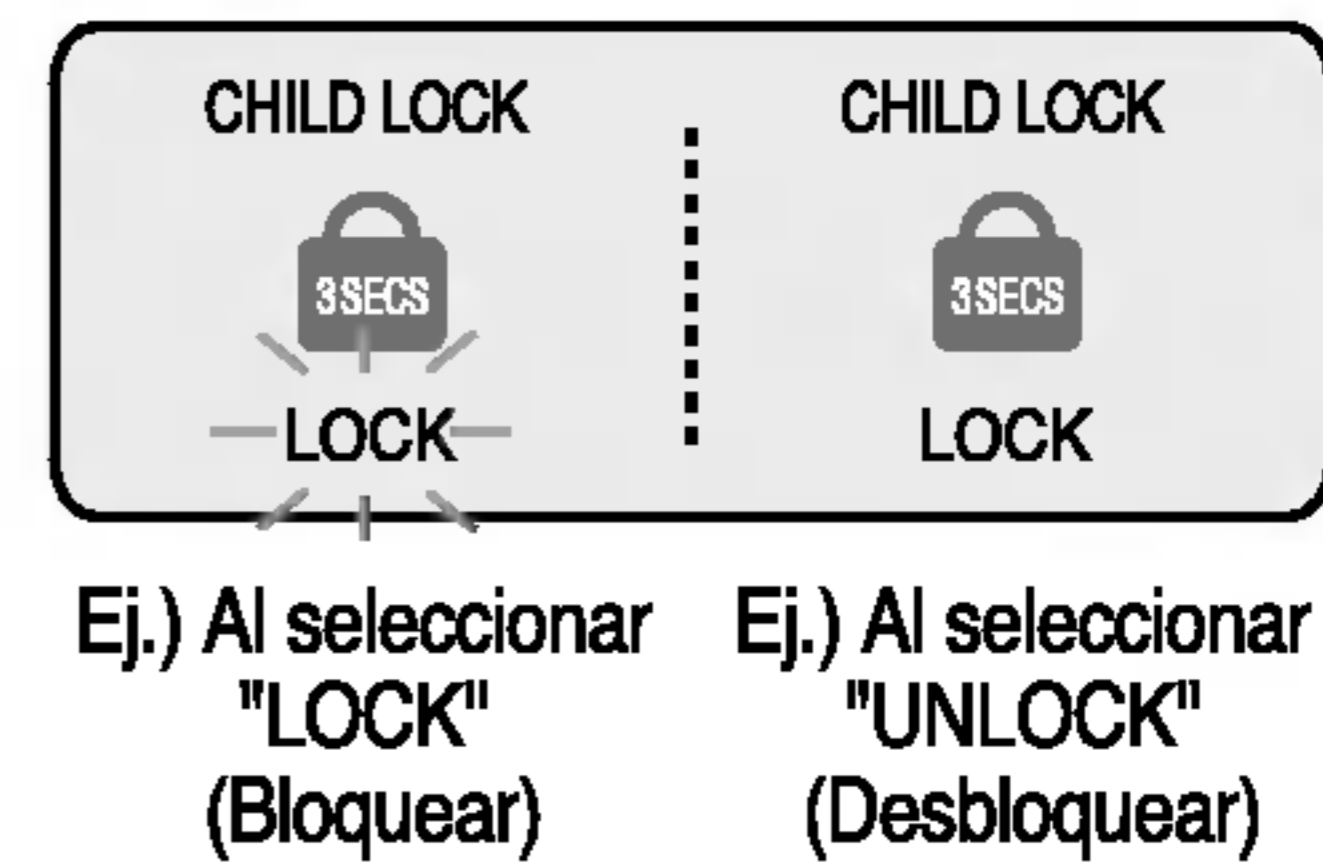 CHILD LOCK
3SECS
LOCK
CHILD LOCK
3SECS
LOCK
Ej.) Al seleccionar
"LOCK"
(Bloquear)
Ej.) Al seleccionar
"UNLOCK"
(Desbloquear)